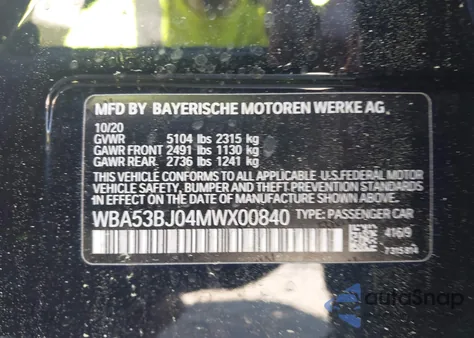 MFD BY BAYERISCHE MOTOREN WERKE AG.
10/20
GVWR 5104 lbs 2315 kg
GAWR FRONT 2491 lbs 1130 kg
GAWR REAR. 2736 lbs 1241 kg
THIS VEHICLE CONFORMS TO ALL APPLICABLE U.S.FEDERAL MOTOR
VEHICLE SAFETY, BUMPER AND THEFT PREVENTION STANDARDS
IN EFFECT ON THE DATE OF MANUFACTURE SHOWN ABOVE.
WBA53BJ04MWX00840 TYPE: PASSENGER CAR
416/9
autoSnap